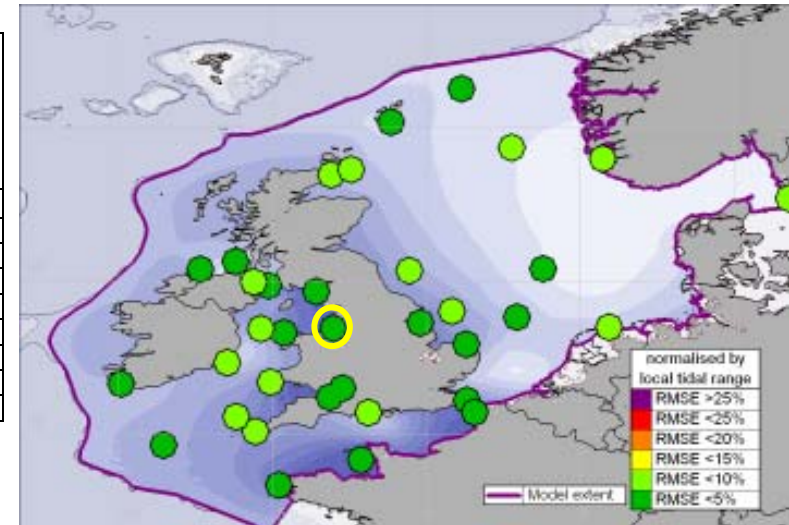 normalised by
local tidal range
RMSE >25%
RMSE <25%
RMSE <20%
RMSE <15%
RMSE <10%
RMSE <5%
Model extent